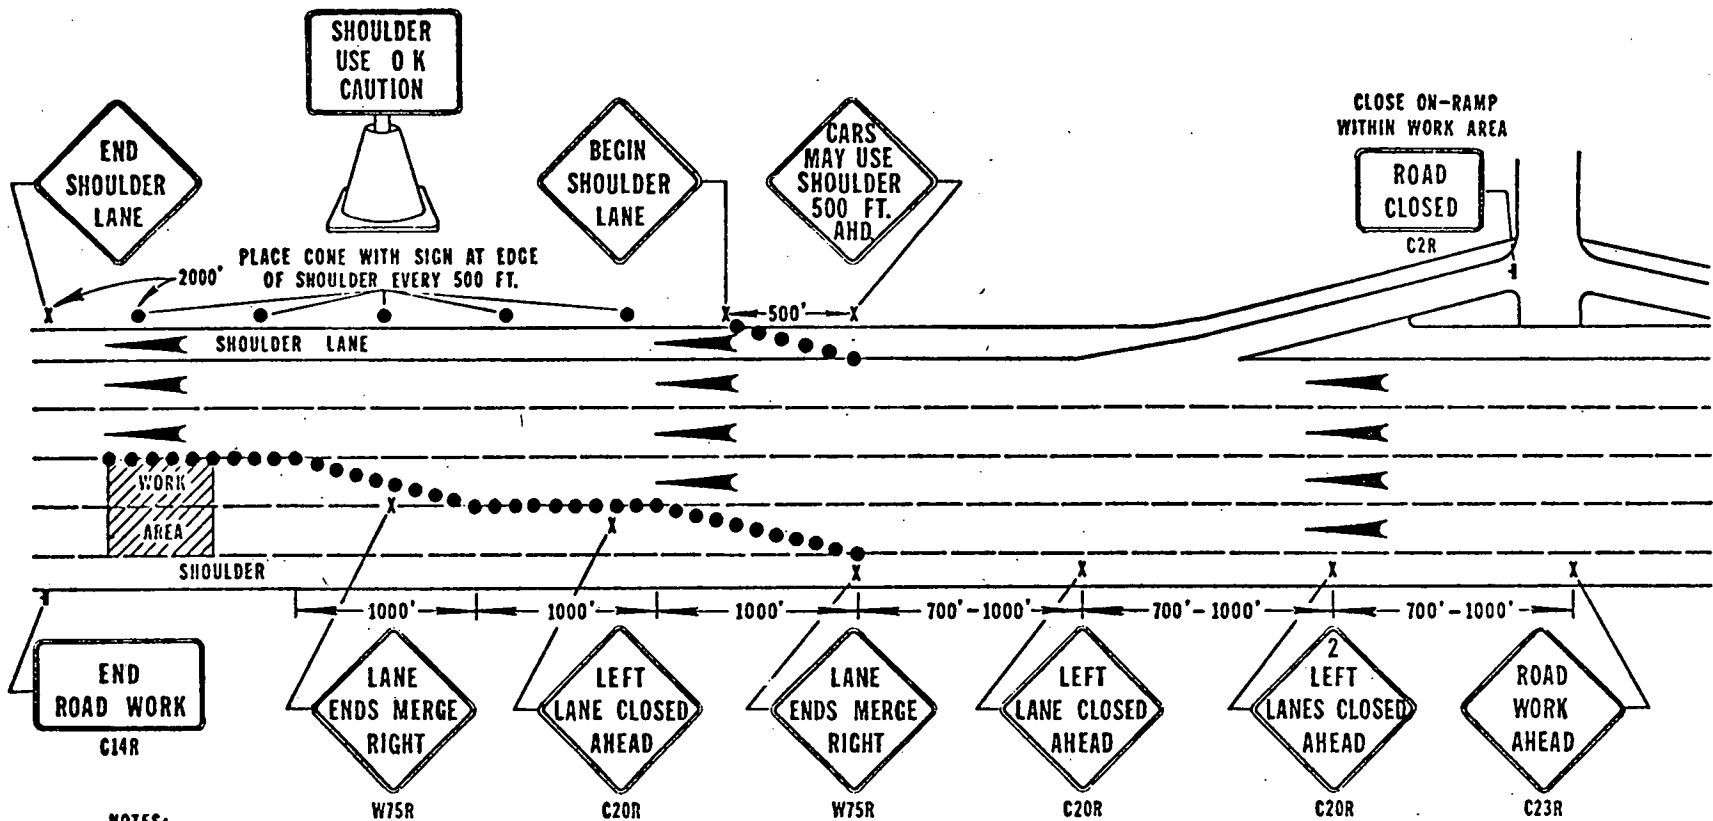 SHOULDER
USE OK
CAUTION
END
SHOULDER
LANE
BEGIN
SHOULDER
LANE
CARS
MAY USE
SHOULDER
500 FT.
AHD
CLOSE ON-RAMP
WITHIN WORK AREA
ROAD
CLOSED
C2R
PLACE CONE WITH SIGN AT EDGE
OF SHOULDER EVERY 500 FT.
2000'
X
X
500'
X
SHOULDER LANE
WORK
AREA
X
X
SHOULDER
X
X
X
X
1000'
1000'
1000'
700'-1000'
700'-1000'
700'-1000'
END
ROAD WORK
C14R
LANE
ENDS MERGE
RIGHT
W75R
LEFT
LANE CLOSED
AHEAD
C20R
LANE
ENDS MERGE
RIGHT
W75R
LEFT
LANE CLOSED
AHEAD
C20R
2
LEFT
LANES CLOSED
AHEAD
C20R
ROAD
WORK
AHEAD
C23R
NOTES: